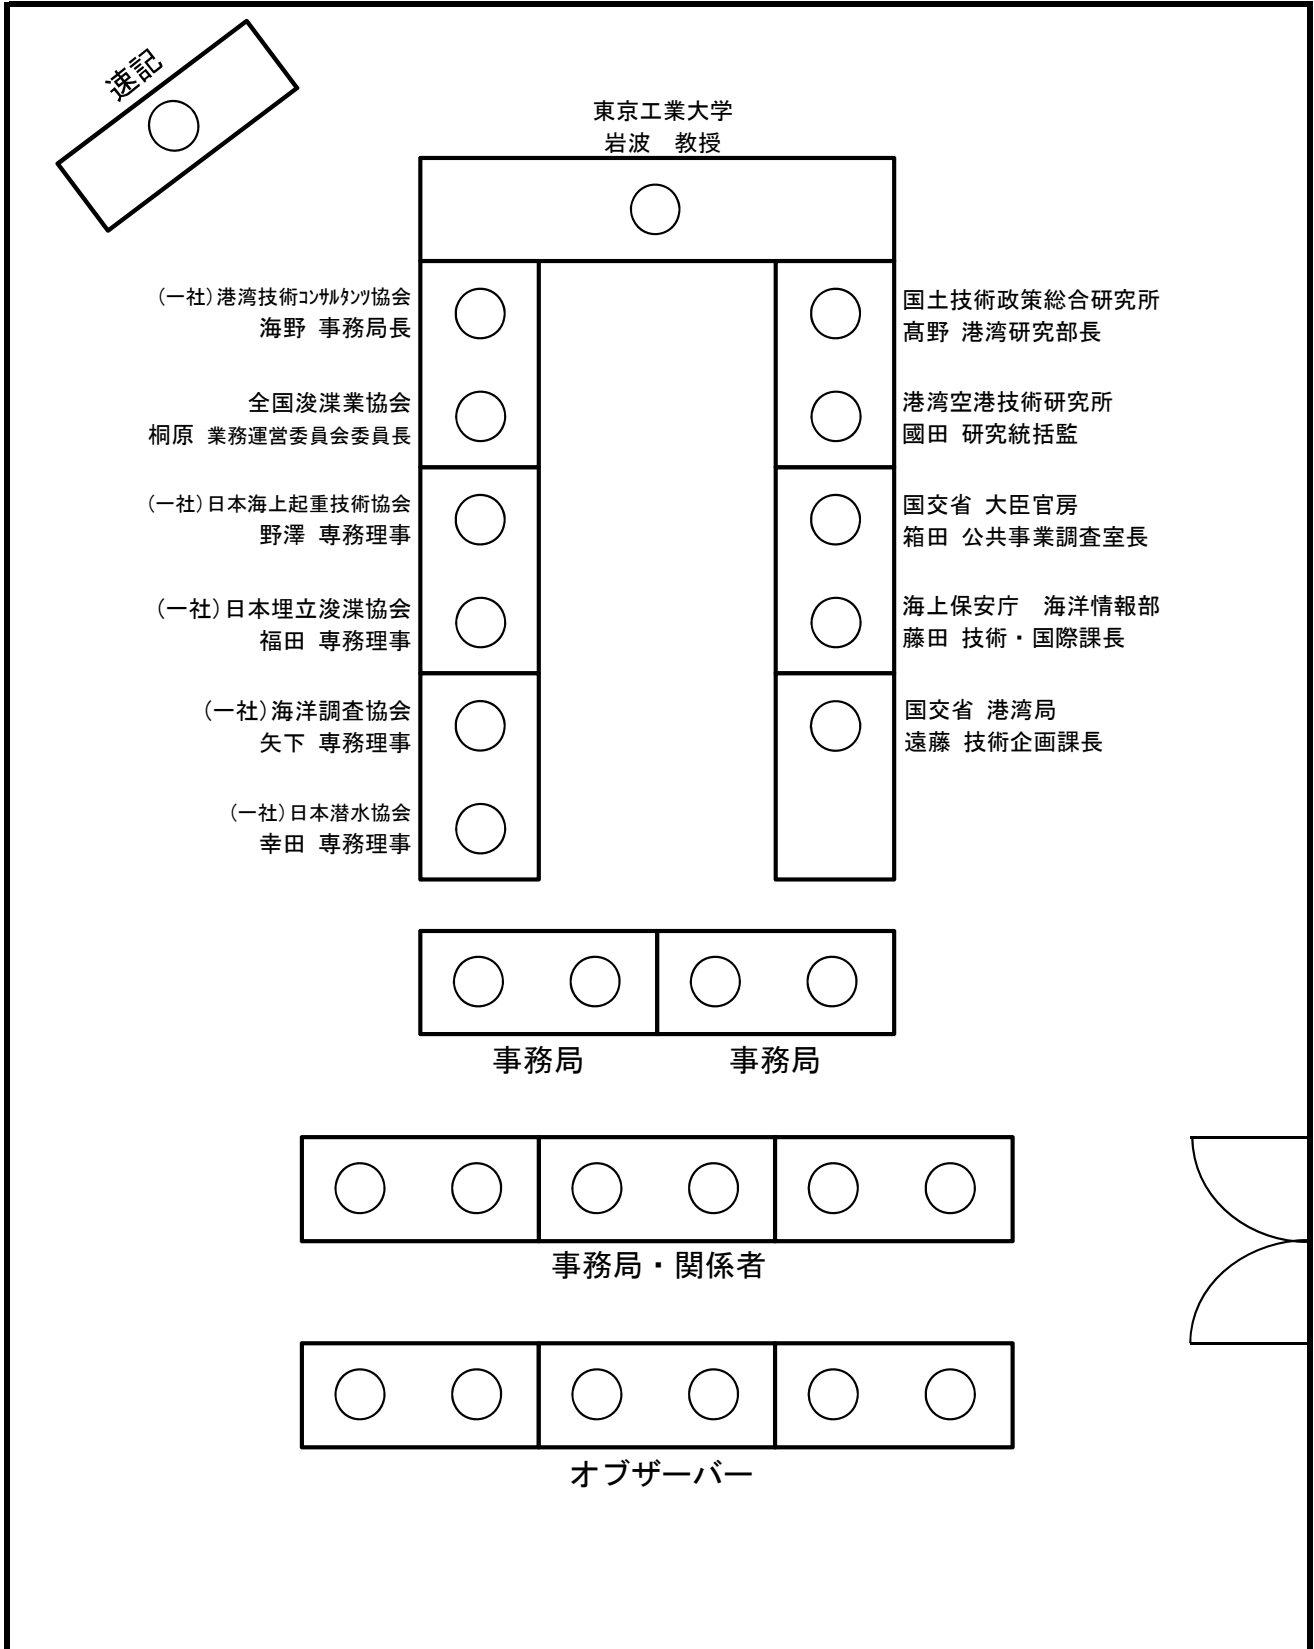 速記
東京工業大学
岩波　教授
（一社）港湾技術ｺﾝｻﾙﾀﾝﾂ協会
海野 事務局長
全国浚渫業協会
桐原 業務運営委員会委員長
（一社）日本海上起重技術協会
野澤 専務理事
（一社）日本埋立浚渫協会
福田 専務理事
（一社）海洋調査協会
矢下 専務理事
（一社）日本潜水協会
幸田 専務理事
国土技術政策総合研究所
髙野 港湾研究部長
港湾空港技術研究所
國田 研究統括監
国交省 大臣官房
箱田 公共事業調査室長
海上保安庁　海洋情報部
藤田 技術・国際課長
国交省 港湾局
遠藤 技術企画課長
事務局 事務局
事務局・関係者
オブザーバー